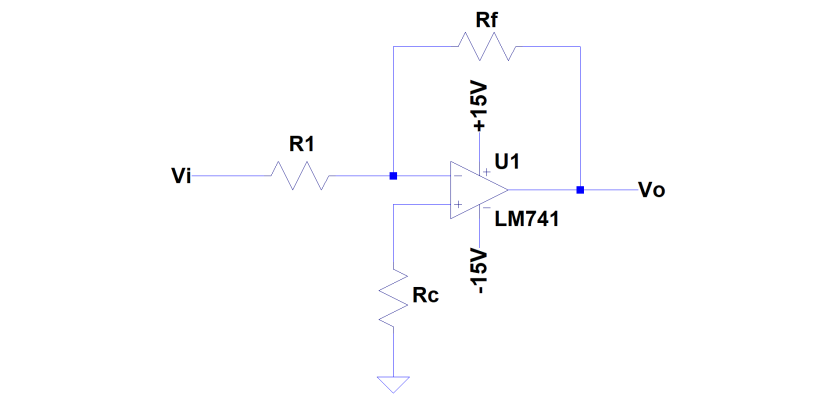 Rf
+15V
R1
U1
Vi
Vo
LM741
-15V
Rc